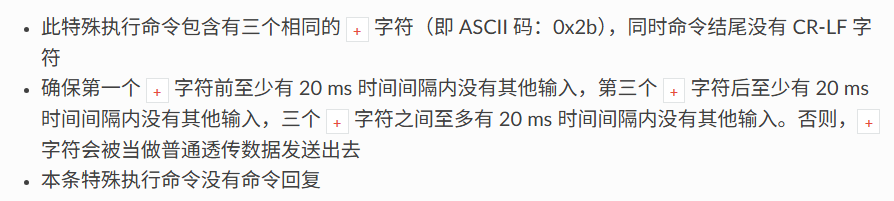 此特殊执行命令包含有三个相同的 + 字符（即 ASCII 码：0x2b），同时命令结尾没有 CR-LF 字
符
确保第一个 + 字符前至少有 20 ms 时间间隔内没有其他输入，第三个 + 字符后至少有 20 ms
时间间隔内没有其他输入，三个 + 字符之间至多有 20 ms 时间间隔内没有其他输入。否则，+
字符会被当做普通透传数据发送出去
本条特殊执行命令没有命令回复